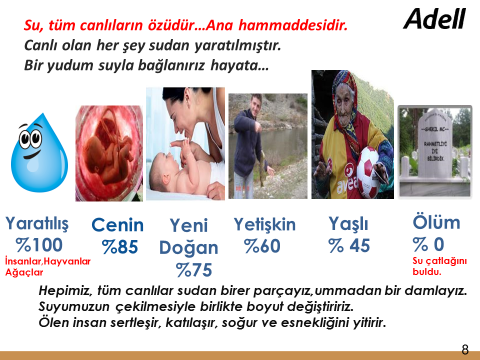 Su, tüm canlıların özüdür…Ana hammaddesidir.
Canlı olan her şey sudan yaratılmıştır.
Bir yudum suyla bağlanırız hayata…
Adell
Yaratılış
%100
İnsanlar,Hayvanlar
Ağaçlar
Cenin
%85
Yeni
Doğan
%75
Yetişkin
%60
Yaşlı
% 45
Ölüm
% 0
Su çatlağını
buldu.
Hepimiz, tüm canlılar sudan birer parçayız,ummadan bir damlayız.
Suyumuzun çekilmesiyle birlikte boyut değiştiririz.
Ölen insan sertleşir, katılaşır, soğur ve esnekliğini yitirir.
8